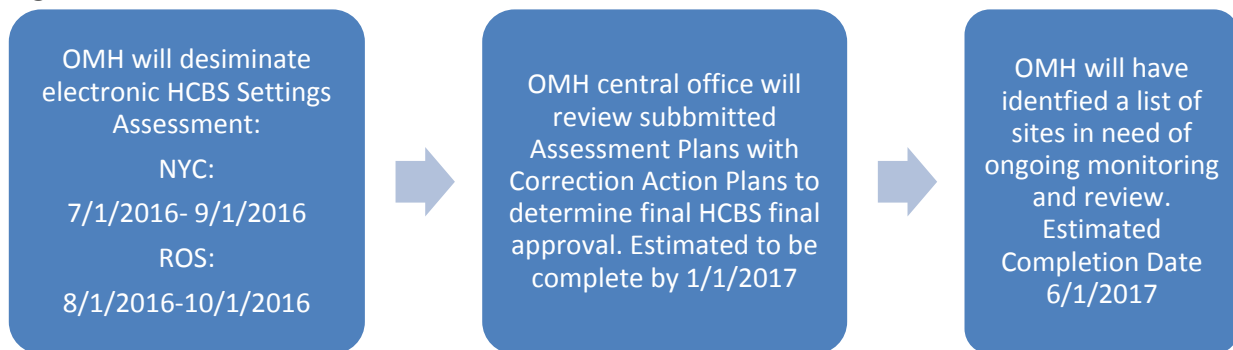 OMH will desiminate
electronic HCBS Settings
Assessment:
NYC:
7/1/2016- 9/1/2016
ROS:
8/1/2016-10/1/2016
OMH central office will
review subbmitted
Assessment Plans with
Correction Action Plans to
determine final HCBS final
approval. Estimated to be
complete by 1/1/2017
OMH will have
identfied a list of
sites in need of
ongoing monitoring
and review.
Estimated
Completion Date
6/1/2017